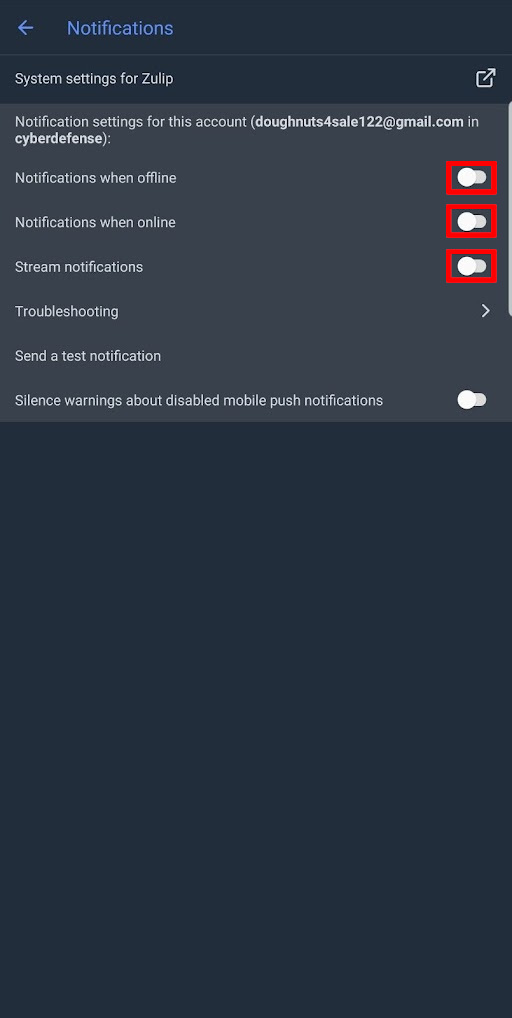 Notifications
System settings for Zulip
Notification settings for this account (doughnuts4sale122@gmail.com in
cyberdefense):
Notifications when offline
Notifications when online
Stream notifications
Troubleshooting
Send a test notification
Silence warnings about disabled mobile push notifications